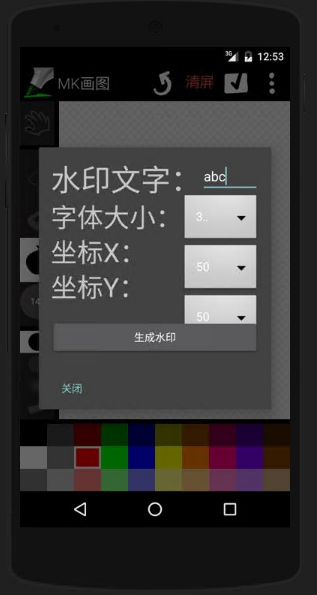 3G 12:53
MK画图 清屏
水印文字： abc
字体大小： 3..
坐标X： 50
坐标Y： 50
生成水印
关闭